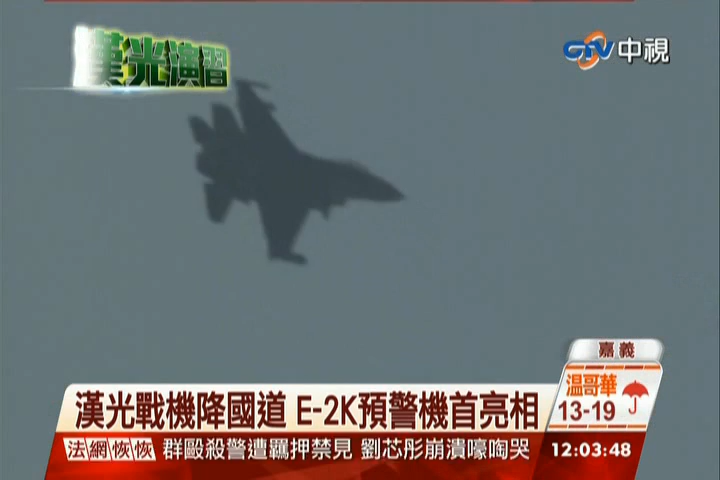 漢光演習
CTV中視
嘉義
温哥華
13-19
漢光戰機降國道 E-2K預警機首亮相
法網恢恢
群毆殺警遭羈押禁見 劉芯彤崩潰嚎啕哭
12:03:48